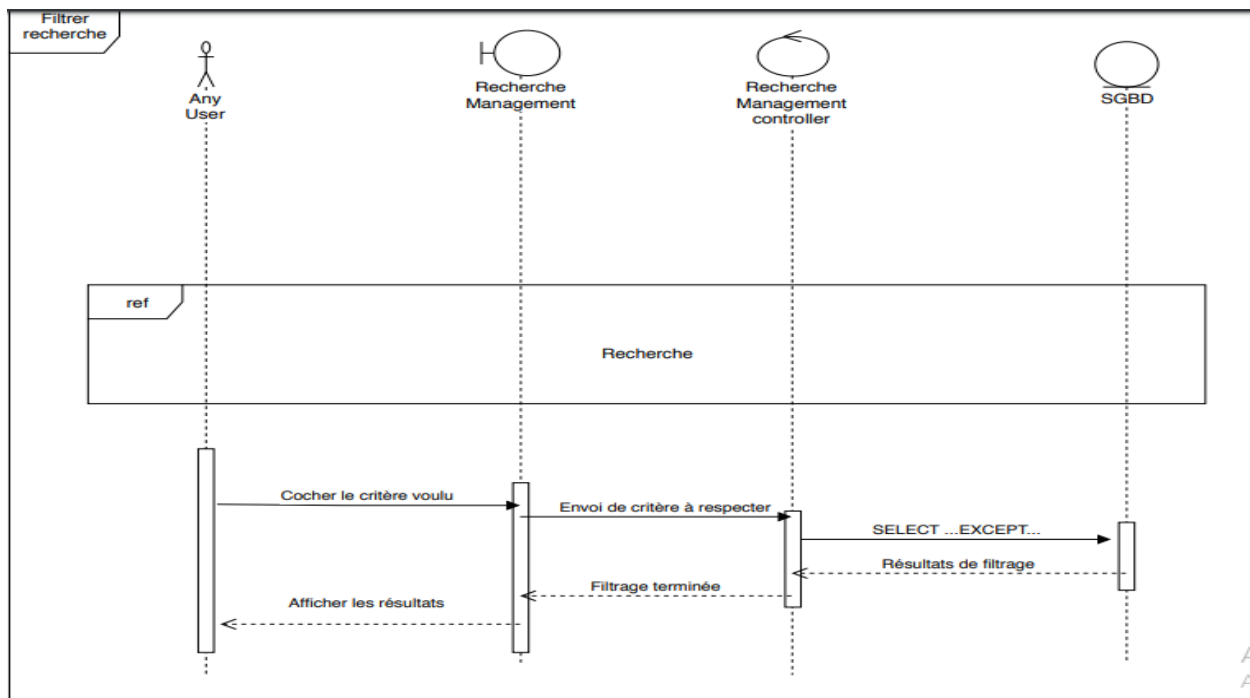 Filtrer
recherche
Any
User
Recherche
Management
Recherche
Management
controller
SGBD
ref
Recherche
Cocher le critère voulu
Envoi de critère à respecter
SELECT ...EXCEPT...
Résultats de filtrage
Filtrage terminée
Afficher les résultats